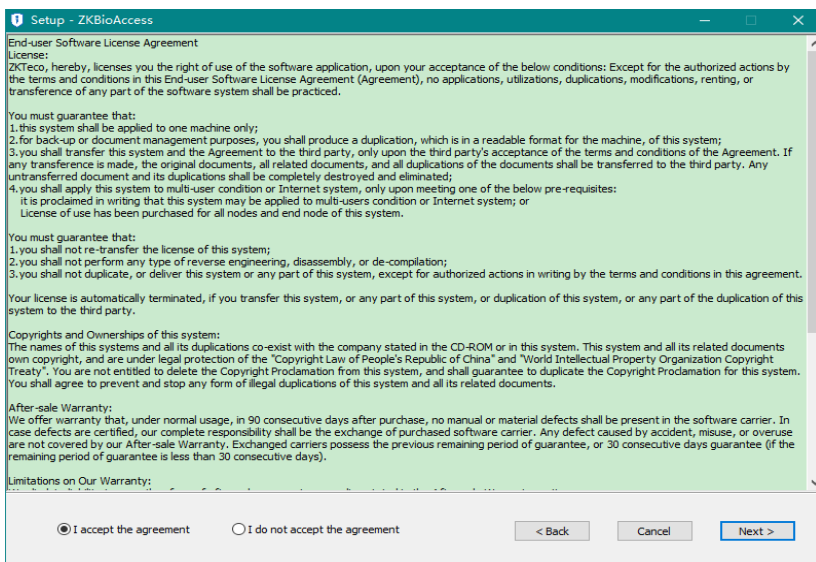 Setup - ZKBioAccess
End-user Software License Agreement
License:
ZKTeco, hereby, licenses you the right of use of the software application, upon your acceptance of the below conditions: Except for the authorized actions by
the terms and conditions in this End-user Software License Agreement (Agreement), no applications, utilizations, duplications, modifications, renting, or
transference of any part of the software system shall be practiced.
You must guarantee that:
1.this system shall be applied to one machine only;
2.for back-up or document management purposes, you shall produce a duplication, which is in a readable format for the machine, of this system;
3.you shall transfer this system and the Agreement to the third party, only upon the third party's acceptance of the terms and conditions of the Agreement. If
any transference is made, the original documents, all related documents, and all duplications of the documents shall be transferred to the third party. Any
untransferred document and its duplications shall be completely destroyed and eliminated;
4.you shall apply this system to multi-user condition or Internet system, only upon meeting one of the below pre-requisites:
it is proclaimed in writing that this system may be applied to multi-users condition or Internet system; or
License of use has been purchased for all nodes and end node of this system.
You must guarantee that:
1.you shall not re-transfer the license of this system;
2.you shall not perform any type of reverse engineering, disassembly, or de-compilation;
3.you shall not duplicate, or deliver this system or any part of this system, except for authorized actions in writing by the terms and conditions in this agreement.
Your license is automatically terminated, if you transfer this system, or any part of this system, or duplication of this system, or any part of the duplication of this
system to the third party.
Copyrights and Ownerships of this system:
The names of this systems and all its duplications co-exist with the company stated in the CD-ROM or in this system. This system and all its related documents
own copyright, and are under legal protection of the "Copyright Law of People's Republic of China" and "World Intellectual Property Organization Copyright
Treaty". You are not entitled to delete the Copyright Proclamation from this system, and shall guarantee to duplicate the Copyright Proclamation for this system.
You shall agree to prevent and stop any form of illegal duplications of this system and all its related documents.
After-sale Warranty:
We offer warranty that, under normal usage, in 90 consecutive days after purchase, no manual or material defects shall be present in the software carrier. In
case defects are certified, our complete responsibility shall be the exchange of purchased software carrier. Any defect caused by accident, misuse, or overuse
are not covered by our After-sale Warranty. Exchanged carriers possess the previous remaining period of guarantee, or 30 consecutive days guarantee (if the
remaining period of guarantee is less than 30 consecutive days).
Limitations on Our Warranty:
I accept the agreement
I do not accept the agreement
< Back
Cancel
Next >